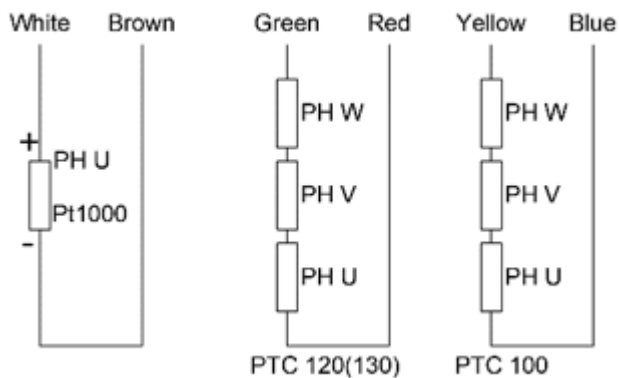 White Brown Green Red Yellow Blue
+
PH U
Pt1000
-
PH W
PH V
PH U
PTC 120(130)
PH W
PH V
PH U
PTC 100